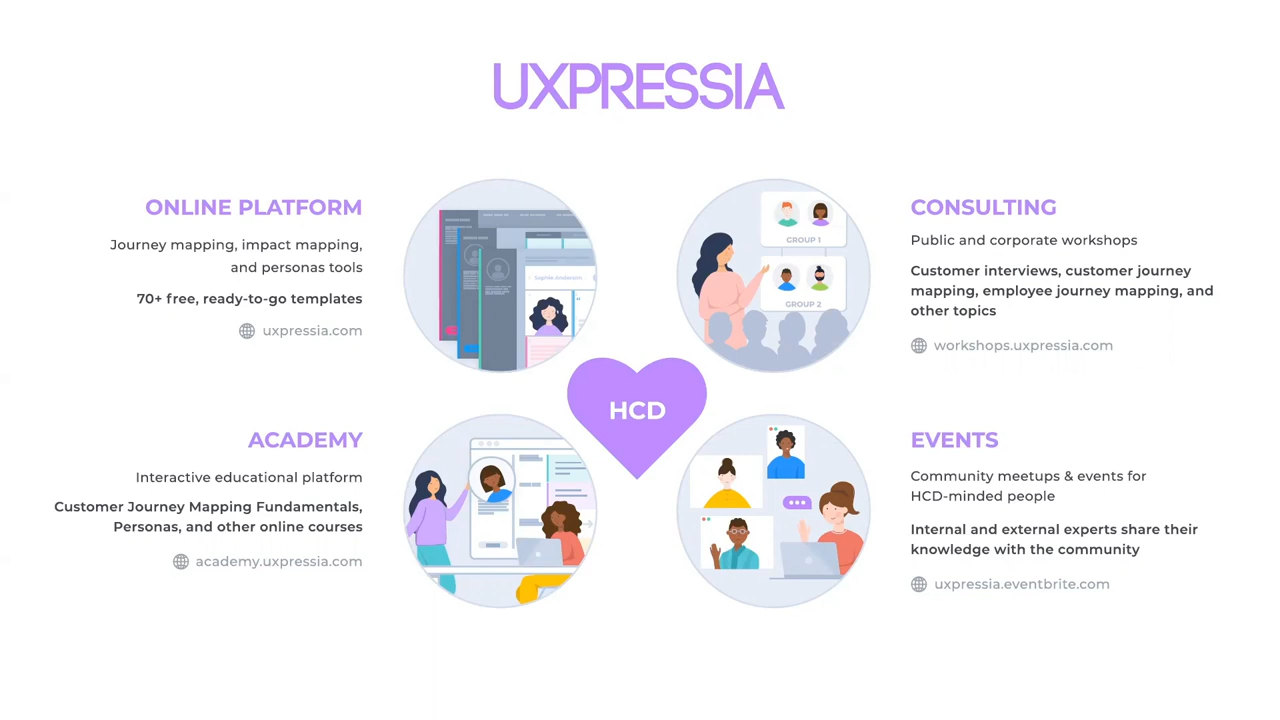 UXPRESSIA
ONLINE PLATFORM
Journey mapping, impact mapping,
and personas tools
70+ free, ready-to-go templates
uxpressia.com
Sophie Anderson
GROUP 1
GROUP 2
CONSULTING
Public and corporate workshops
Customer interviews, customer journey
mapping, employee journey mapping, and
other topics
workshops.uxpressia.com
HCD
ACADEMY
Interactive educational platform
Customer Journey Mapping Fundamentals,
Personas, and other online courses
academy.uxpressia.com
EVENTS
Community meetups & events for
HCD-minded people
Internal and external experts share their
knowledge with the community
uxpressia.eventbrite.com